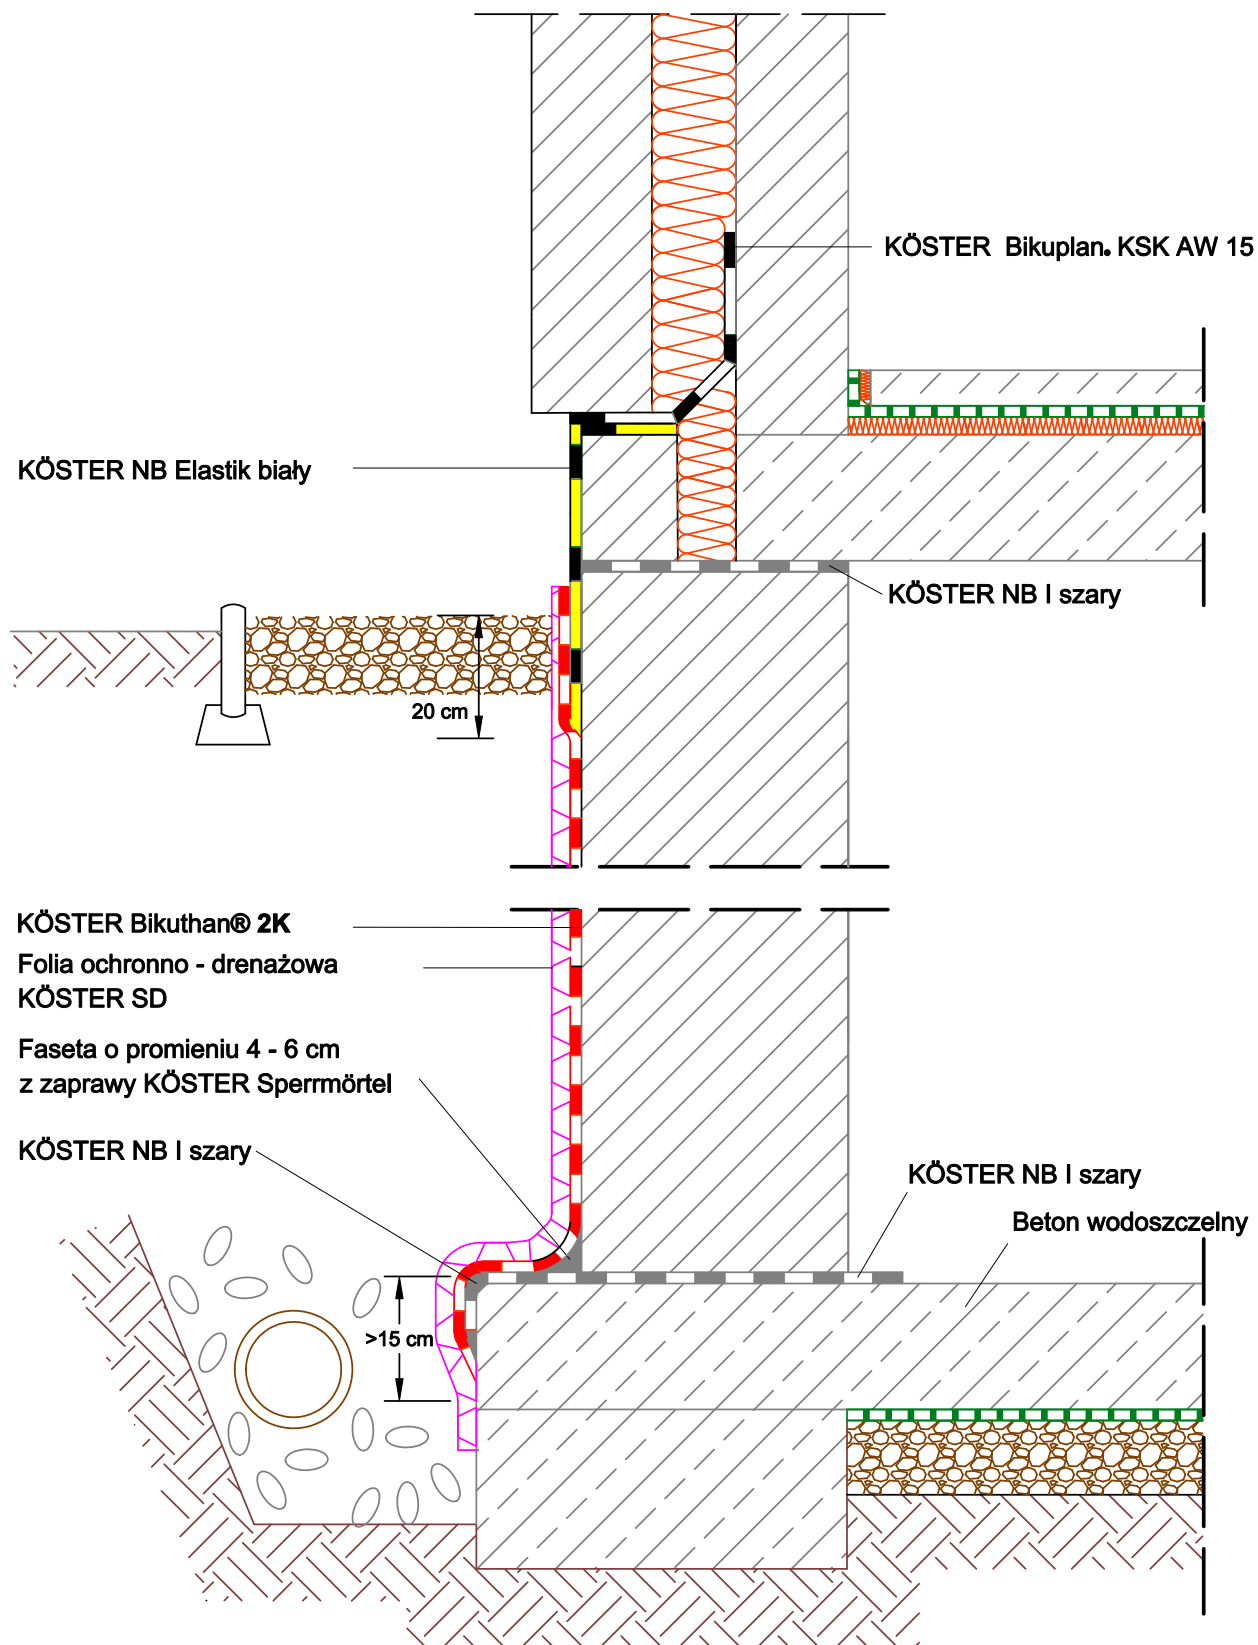 KÖSTER  Bikuplan. KSK AW 15
KÖSTER NB Elastik biały
KÖSTER NB I szary
20 cm
KÖSTER Bikuthan® 2K
Folia ochronno - drenażowa
KÖSTER SD
Faseta o promieniu 4 - 6 cm
z zaprawy KÖSTER Sperrmörtel
KÖSTER NB I szary
KÖSTER NB I szary
Beton wodoszczelny
>15 cm